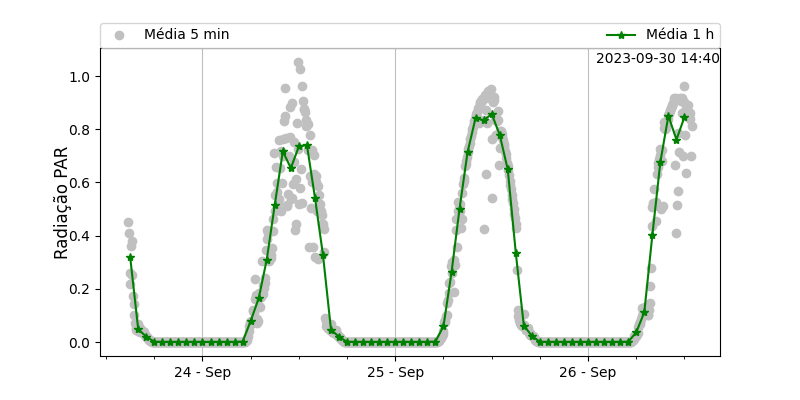 Média 5 min
Média 1 h
2023-09-30 14:40
Radiação PAR
1.0
0.8
0.6
0.4
0.2
0.0
24 - Sep
25 - Sep
26 - Sep